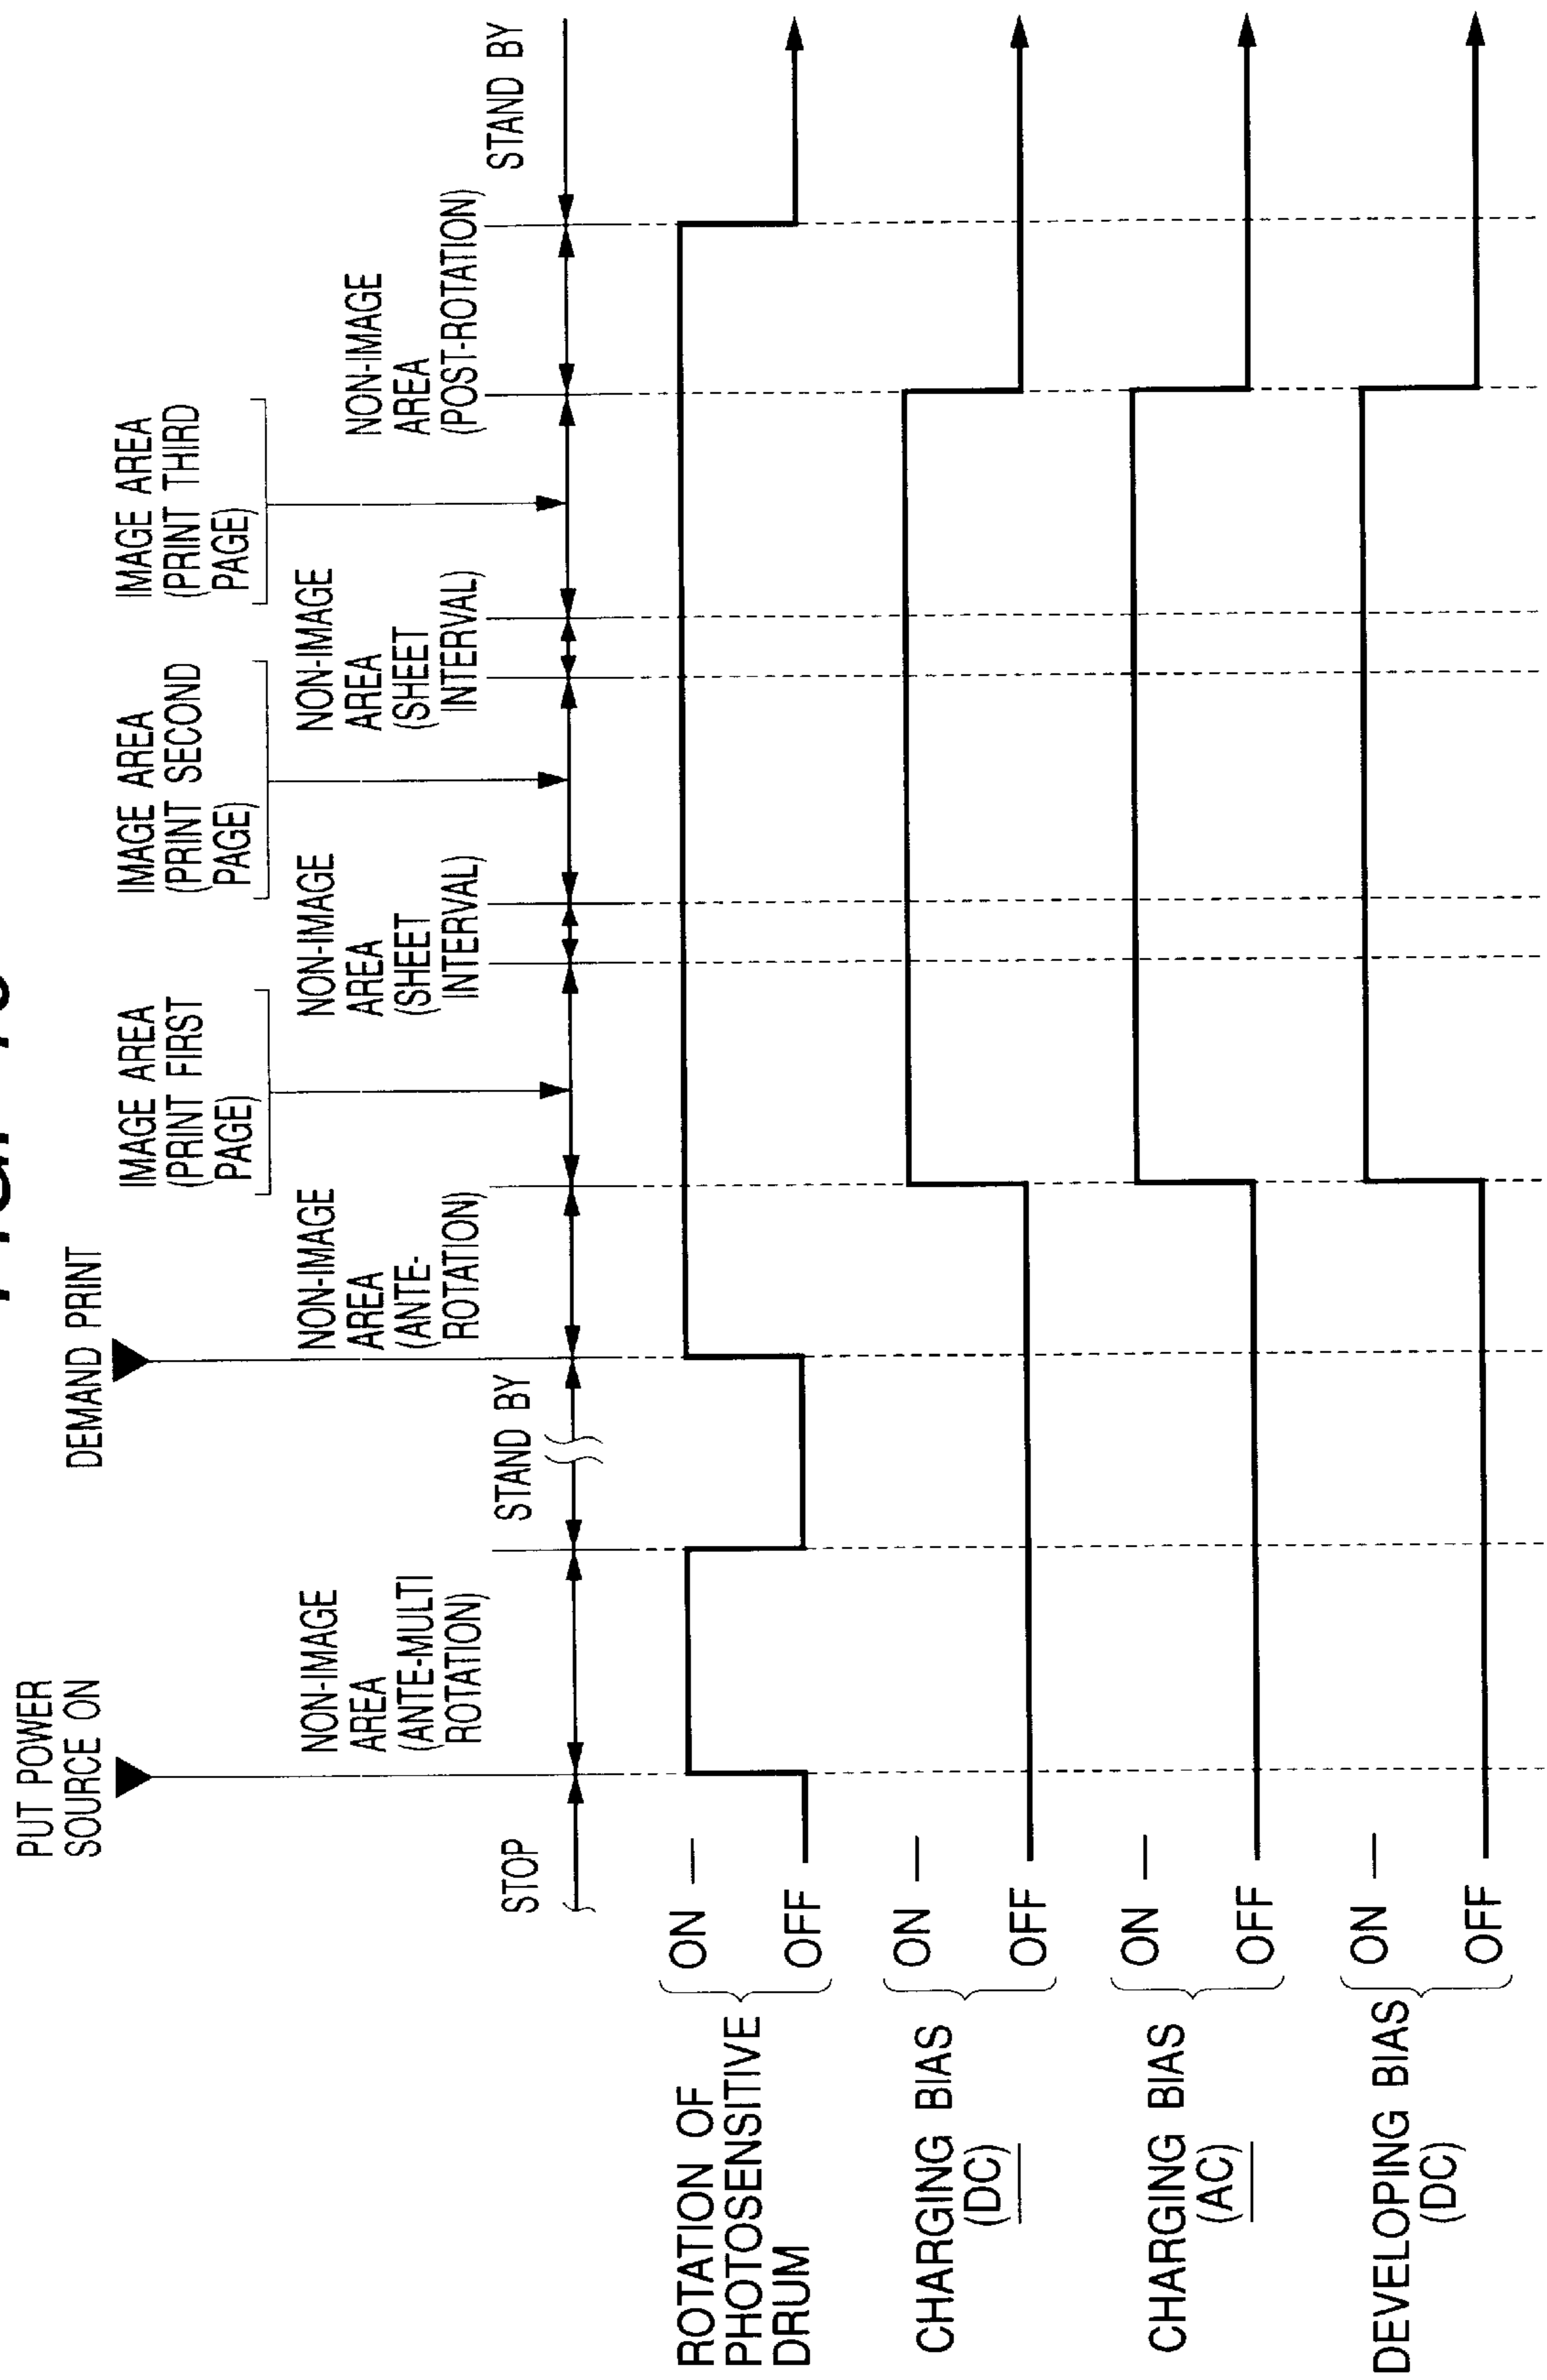 PUT POWER
SOURCE ON
DEMAND PRINT
IMAGE AREA
(PRINT FIRST
PAGE)
IMAGE AREA
(PRINT SECOND
PAGE)
IMAGE AREA
(PRINT THIRD
PAGE)
NON-IMAGE
AREA
(ANTE-MULTI
ROTATION)
NON-IMAGE
AREA
(ANTE-
ROTATION)
NON-IMAGE
AREA
(SHEET
INTERVAL)
NON-IMAGE
AREA
(SHEET
INTERVAL)
NON-IMAGE
AREA
(POST-ROTATION)
STOP
STAND BY
STAND BY
ROTATION OF
PHOTOSENSITIVE
DRUM
ON
OFF
CHARGING BIAS
(DC)
ON
OFF
CHARGING BIAS
(AC)
ON
OFF
DEVELOPING BIAS
(DC)
ON
OFF